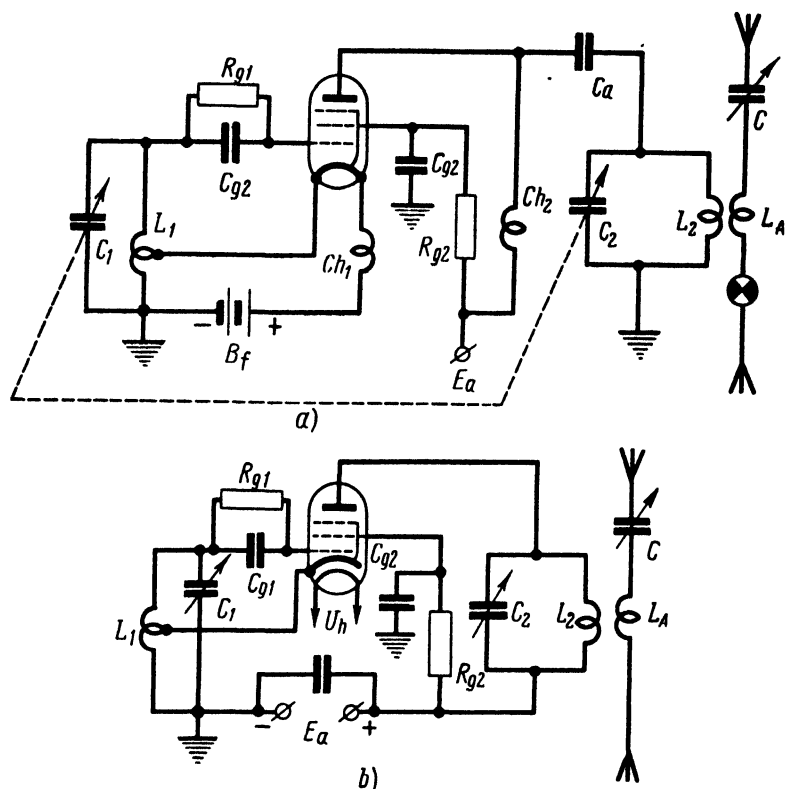 Rg1
Cg2
C1
L1
Ch1
− Bf +
Cg2
Rg2
Ch2
Ea
Ca
C2
L2
LA
C
a)
Rg1
Cg1
C1
L1
Uh
Cg2
Rg2
− Ea +
C2
L2
LA
C
b)